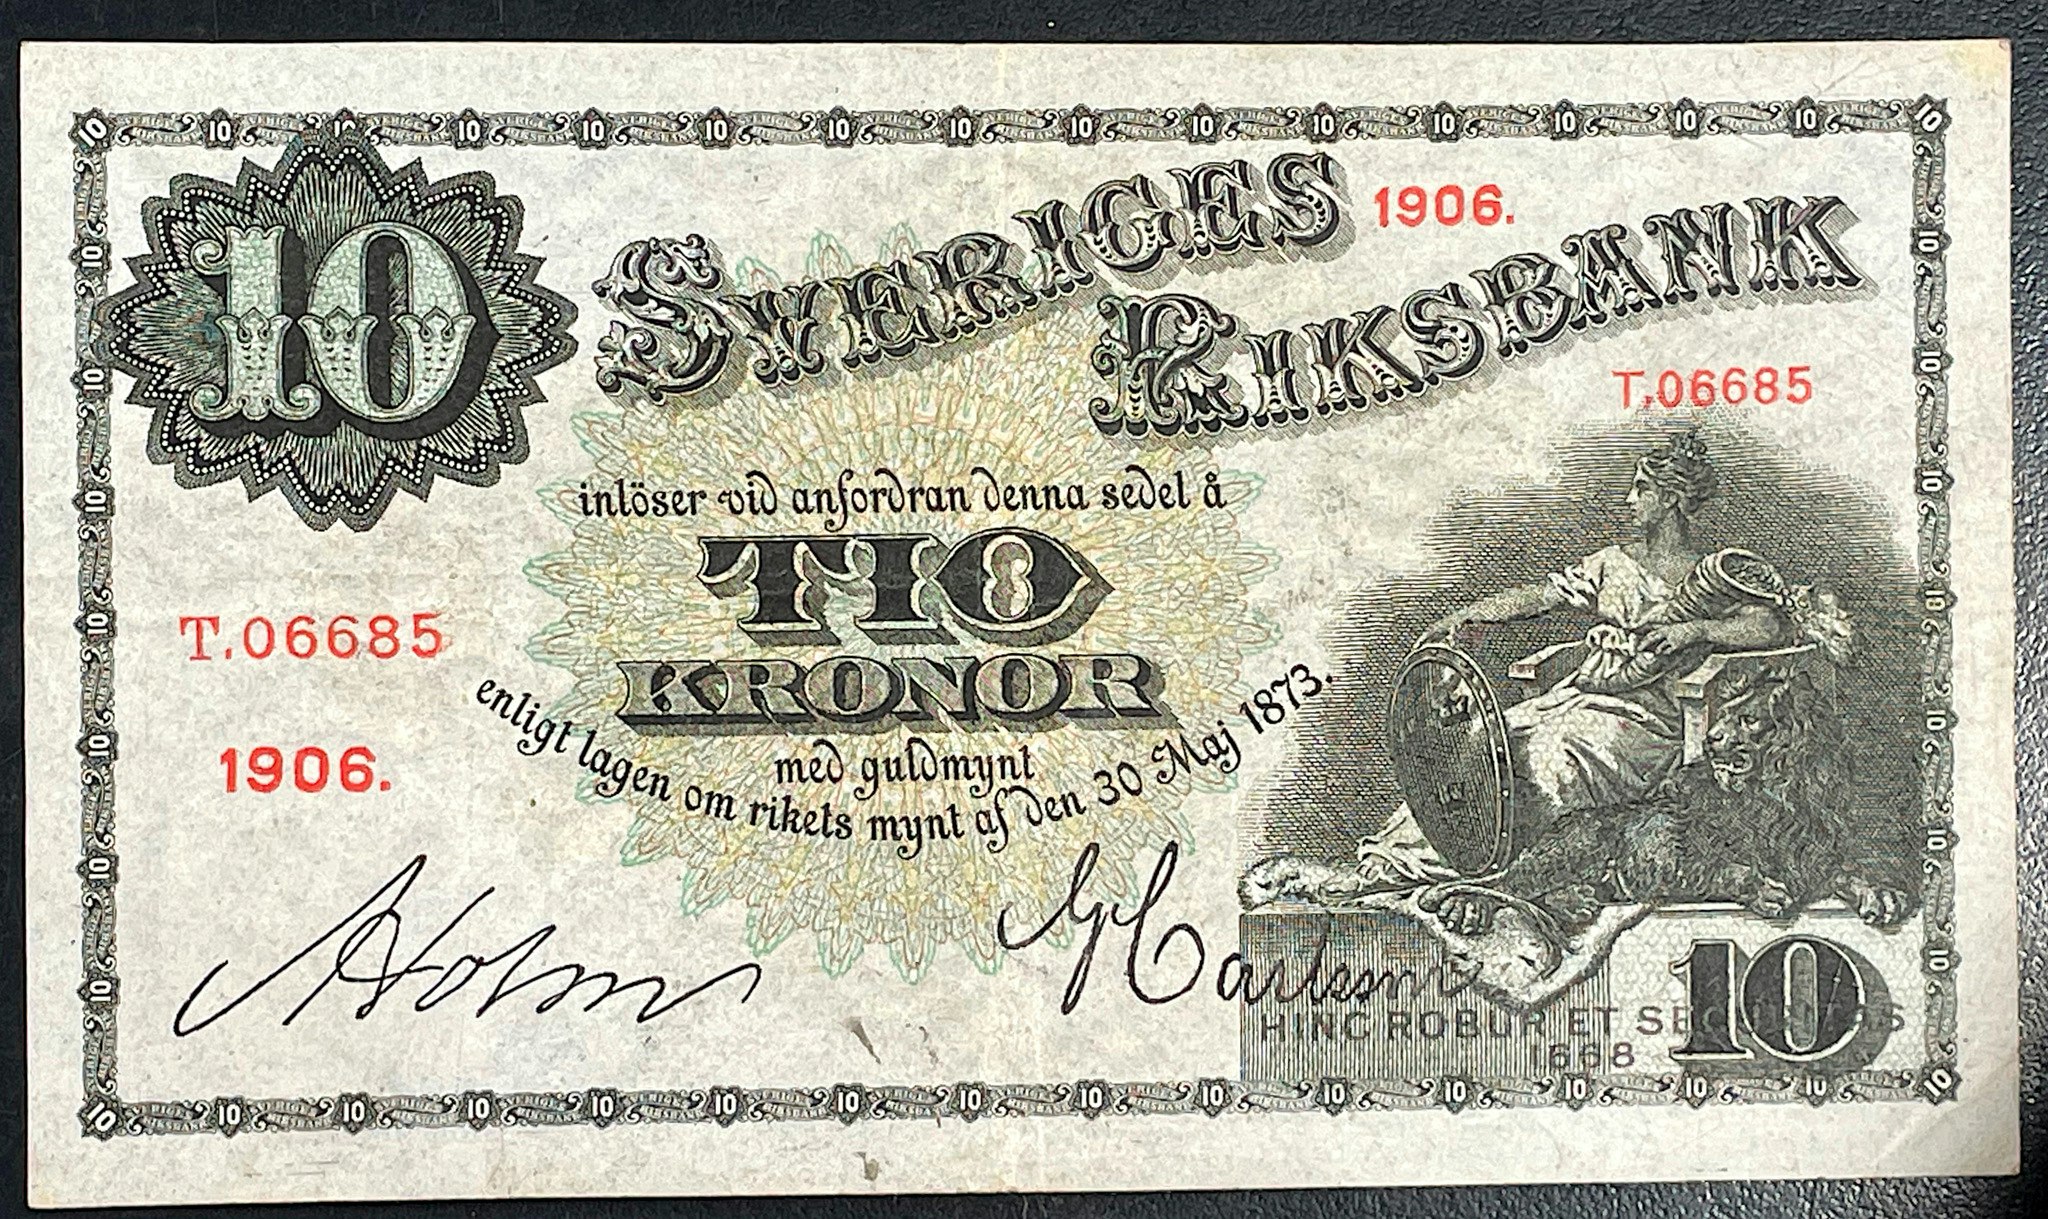 10
SVERIGES
1906.
RIKSBANK
T.06685
inlöser vid anfordran denna sedel å
TIO
KRONOR
T.06685
1906.
med guldmynt
enligt lagen om rikets mynt af den 30 Maj 1873.
HINC ROBUR ET SECURITAS
1668
10